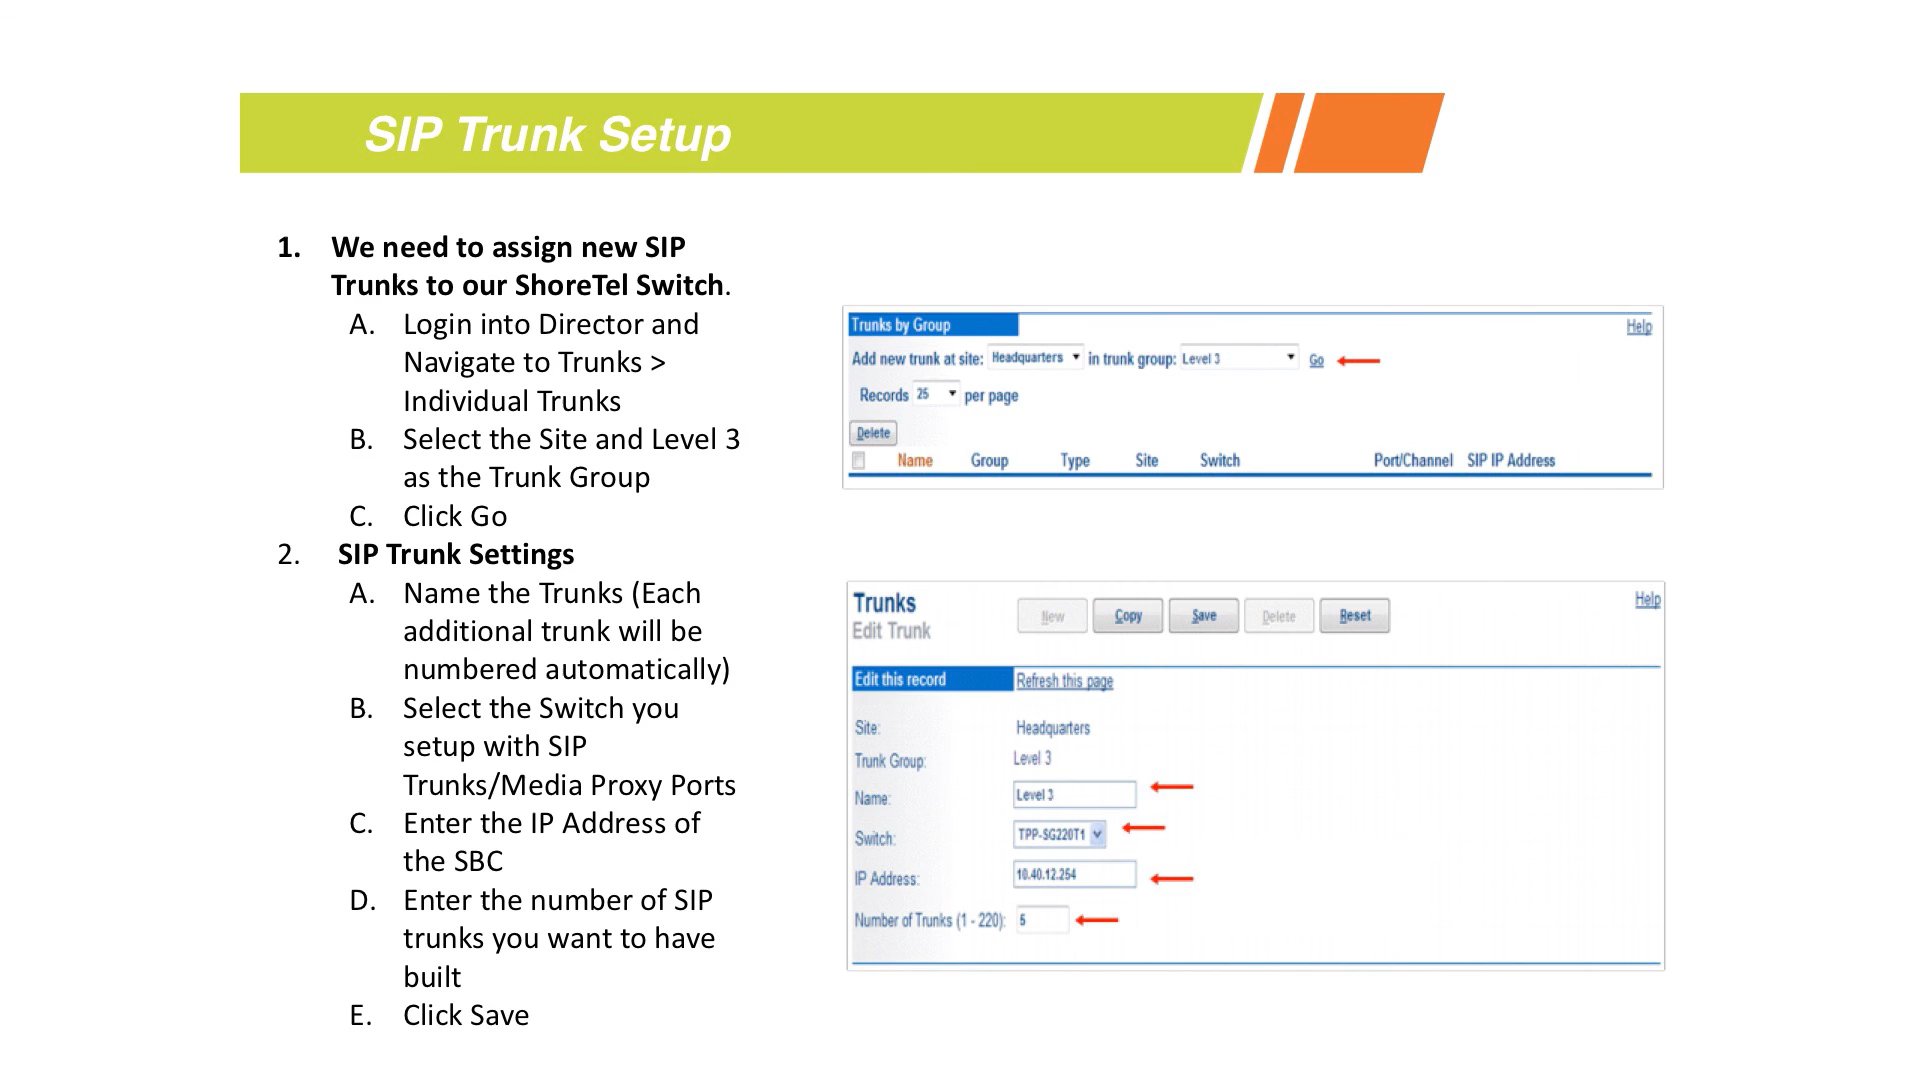 SIP Trunk Setup
1. We need to assign new SIP
Trunks to our ShoreTel Switch.
A. Login into Director and
Navigate to Trunks >
Individual Trunks
B. Select the Site and Level 3
as the Trunk Group
C. Click Go
2. SIP Trunk Settings
A. Name the Trunks (Each
additional trunk will be
numbered automatically)
B. Select the Switch you
setup with SIP
Trunks/Media Proxy Ports
C. Enter the IP Address of
the SBC
D. Enter the number of SIP
trunks you want to have
built
E. Click Save
Trunks by Group Help
Add new trunk at site: Headquarters in trunk group: Level 3 Go
Records 25 per page
Delete
Name Group Type Site Switch Port/Channel SIP IP Address
Trunks New Copy Save Delete Reset Help
Edit Trunk
Edit this record Refresh this page
Site: Headquarters
Trunk Group: Level 3
Name: Level 3
Switch: TPP-SG220T1
IP Address: 10.40.12.254
Number of Trunks (1 - 220): 5